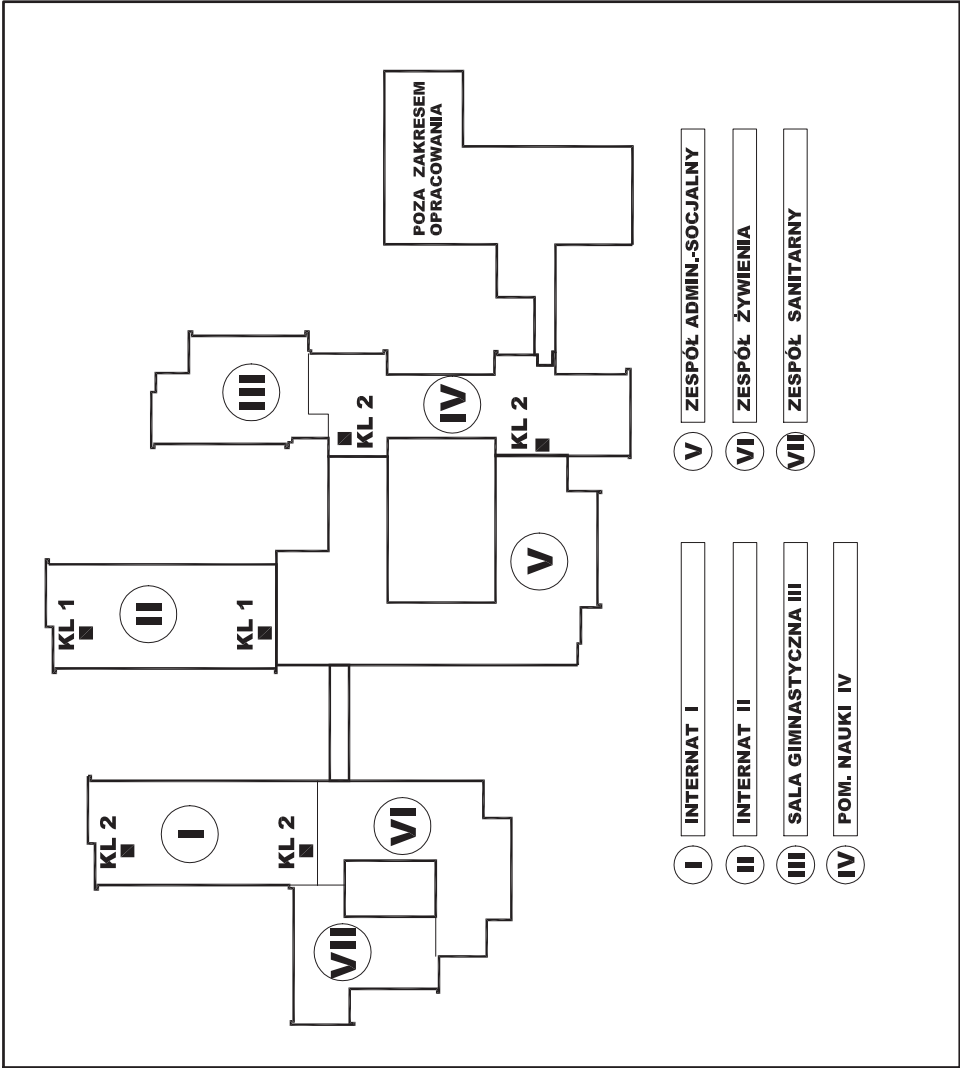 POZA ZAKRESEM
OPRACOWANIA
III
KL 2
IV
KL 2
II
KL 1
KL 1
V
I
KL 2
KL 2
VI
VII
I INTERNAT I
II INTERNAT II
III SALA GIMNASTYCZNA III
IV POM. NAUKI IV
V ZESPÓŁ ADMIN.-SOCJALNY
VI ZESPÓŁ ŻYWIENIA
VII ZESPÓŁ SANITARNY